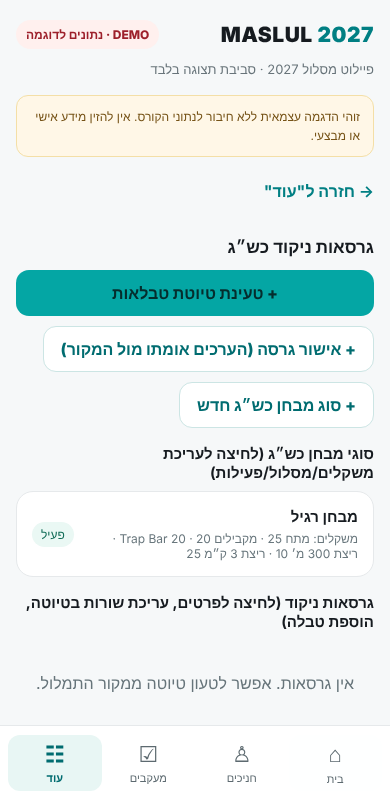 MASLUL 2027
DEMO · נתונים לדוגמה
פיילוט מסלול 2027 · סביבת תצוגה בלבד
זוהי הדגמה עצמאית ללא חיבור לנתוני הקורס. אין להזין מידע אישי
או מבצעי.
→ חזרה ל"עוד"
גרסאות ניקוד כש״ג
+ טעינת טיוטת טבלאות
+ אישור גרסה (הערכים אומתו מול המקור)
+ סוג מבחן כש״ג חדש
סוגי מבחן כש״ג (לחיצה לעריכת
משקלים/מסלול/פעילות)
מבחן רגיל
משקלים: מתח 25 · מקבילים 20 · Trap Bar 20 ·
ריצת 300 מ׳ 10 · ריצת 3 ק״מ 25
פעיל
גרסאות ניקוד (לחיצה לפרטים, עריכת שורות בטיוטה,
הוספת טבלה)
אין גרסאות. אפשר לטעון טיוטה ממקור התמלול.
בית
חניכים
מעקבים
עוד